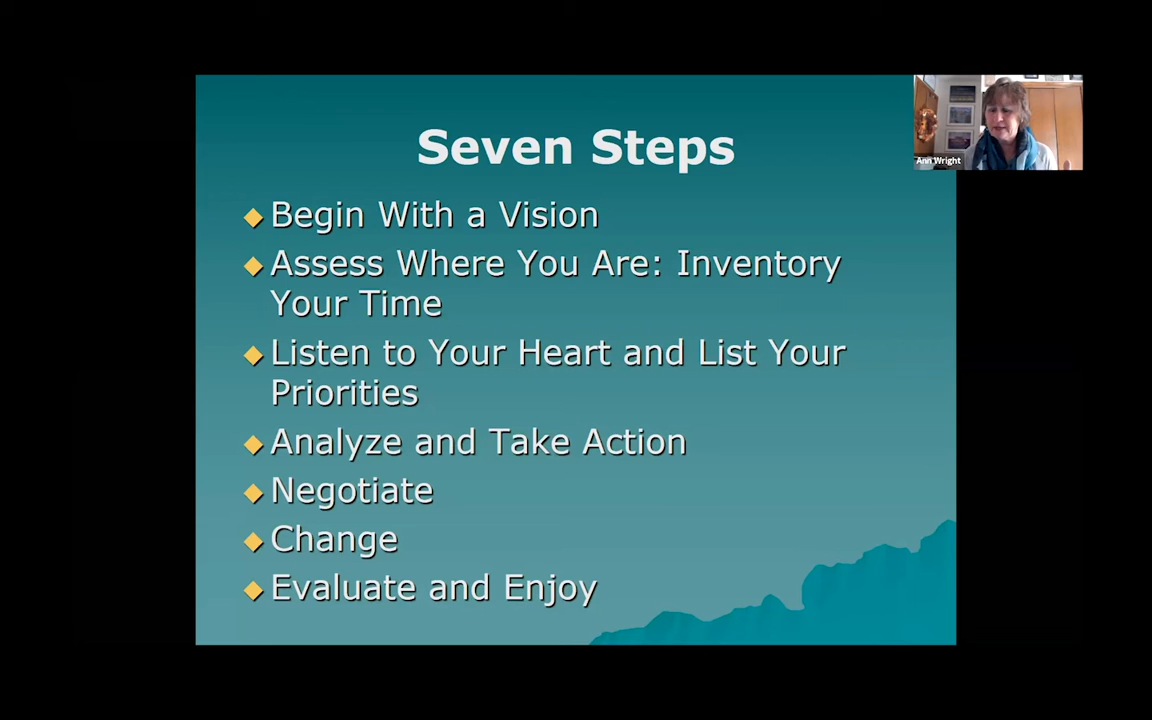 Seven Steps
Begin With a Vision
Assess Where You Are: Inventory
Your Time
Listen to Your Heart and List Your
Priorities
Analyze and Take Action
Negotiate
Change
Evaluate and Enjoy
Ann Wright